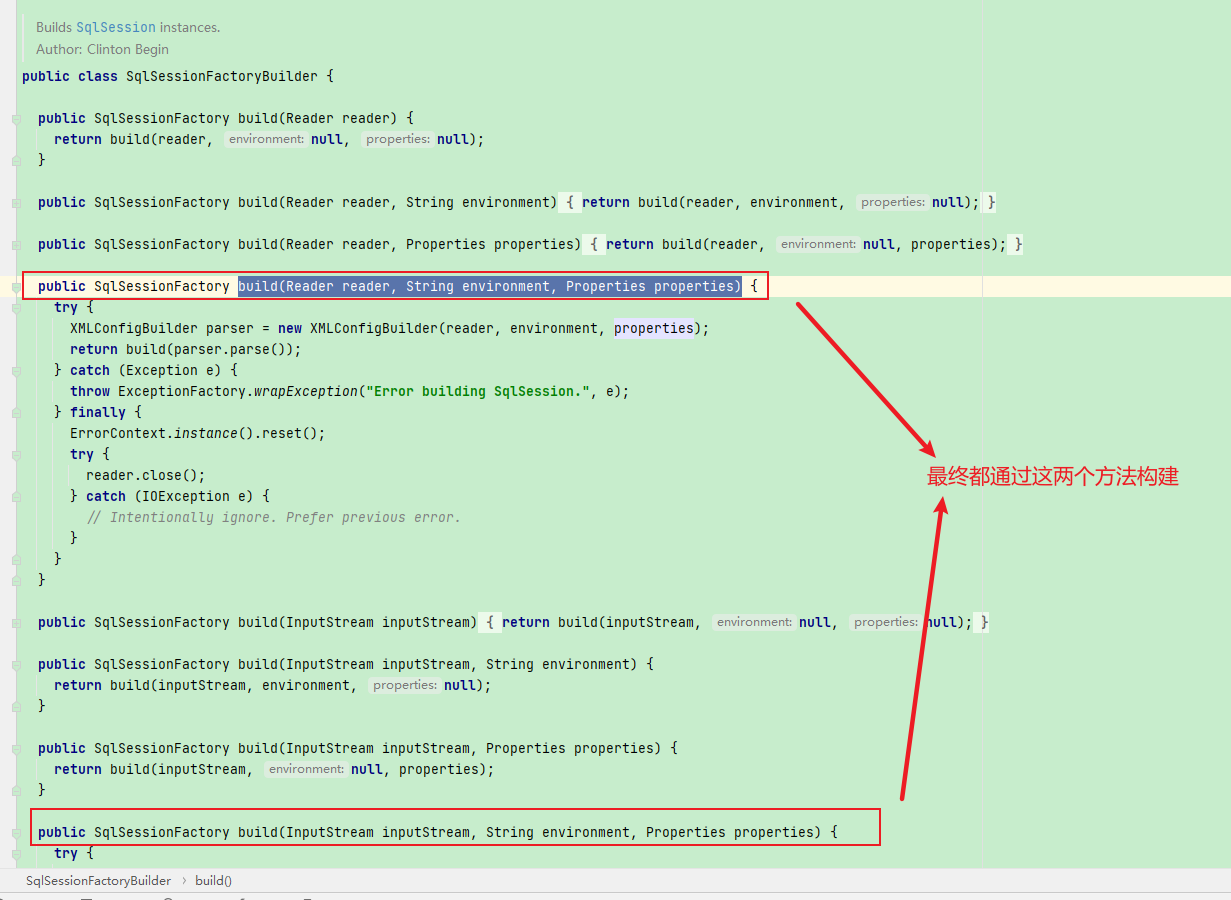 Builds SqlSession instances.
Author: Clinton Begin
public class SqlSessionFactoryBuilder {
public SqlSessionFactory build(Reader reader) {
return build(reader, environment: null, properties: null);
}
public SqlSessionFactory build(Reader reader, String environment) { return build(reader, environment, properties: null); }
public SqlSessionFactory build(Reader reader, Properties properties) { return build(reader, environment: null, properties); }
public SqlSessionFactory build(Reader reader, String environment, Properties properties) {
try {
XMLConfigBuilder parser = new XMLConfigBuilder(reader, environment, properties);
return build(parser.parse());
} catch (Exception e) {
throw ExceptionFactory.wrapException("Error building SqlSession.", e);
} finally {
ErrorContext.instance().reset();
try {
reader.close();
} catch (IOException e) {
// Intentionally ignore. Prefer previous error.
}
}
}
最终都通过这两个方法构建
public SqlSessionFactory build(InputStream inputStream) { return build(inputStream, environment: null, properties: null); }
public SqlSessionFactory build(InputStream inputStream, String environment) {
return build(inputStream, environment, properties: null);
}
public SqlSessionFactory build(InputStream inputStream, Properties properties) {
return build(inputStream, environment: null, properties);
}
public SqlSessionFactory build(InputStream inputStream, String environment, Properties properties) {
try {
SqlSessionFactoryBuilder › build()